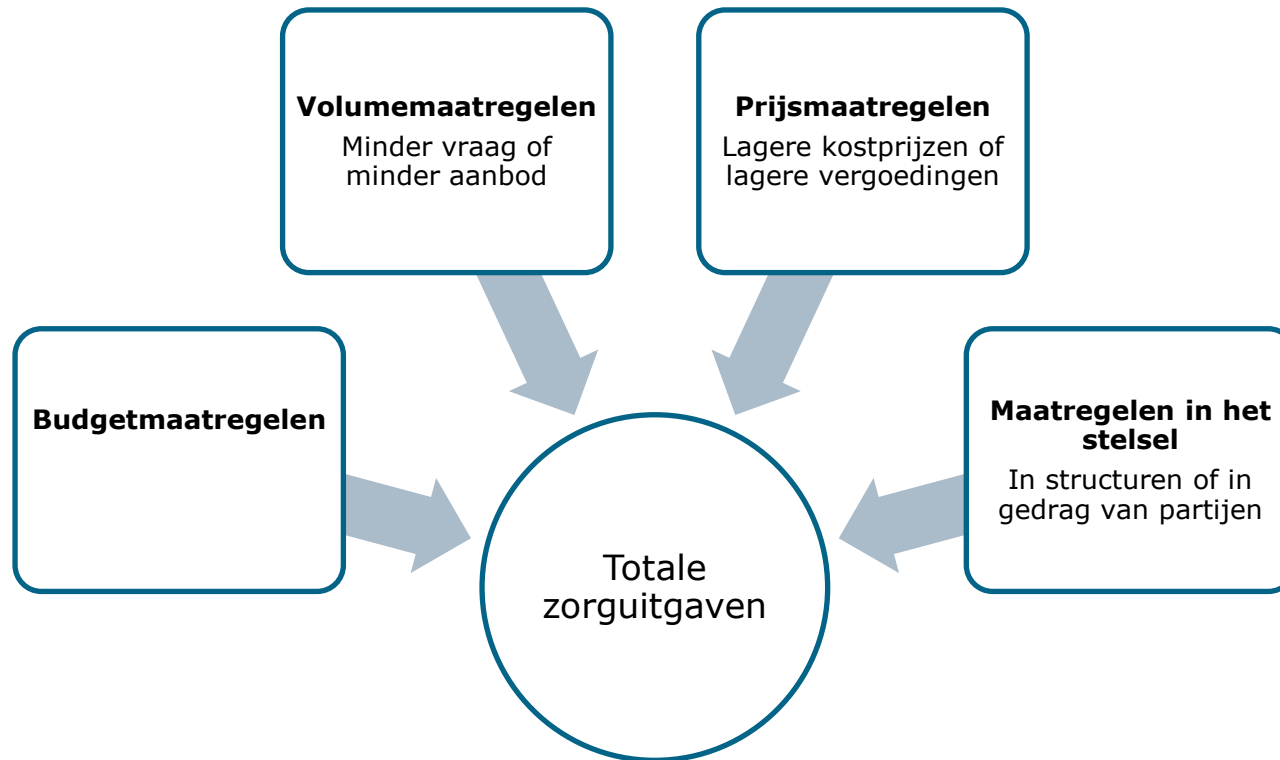 Volumemaatregelen
Minder vraag of
minder aanbod
Prijsmaatregelen
Lagere kostprijzen of
lagere vergoedingen
Budgetmaatregelen
Maatregelen in het
stelsel
In structuren of in
gedrag van partijen
Totale
zorguitgaven